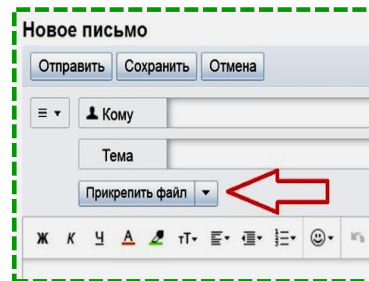 Новое письмо
Отправить Сохранить Отмена
Кому
Тема
Прикрепить файл
Ж К Ч А тТ